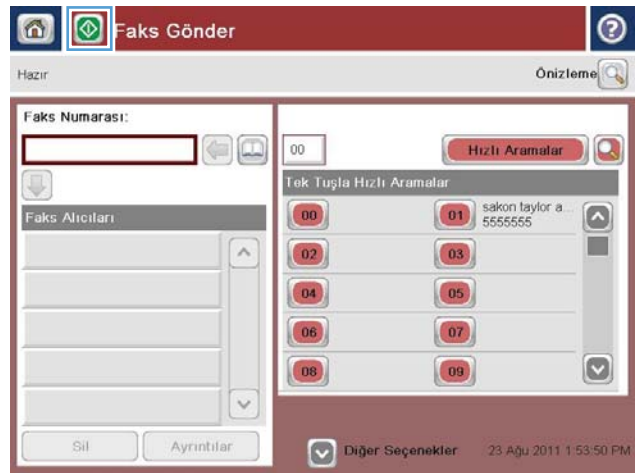 Faks Gönder
?
Hazır
Önizleme
Faks Numarası:
00
Hızlı Aramalar
Tek Tuşla Hızlı Aramalar
Faks Alıcıları
00
01
sakon taylor a...
5555555
02
03
04
05
06
07
08
09
Sil
Ayrıntılar
Diğer Seçenekler
23 Ağu 2011 1:53:50 PM